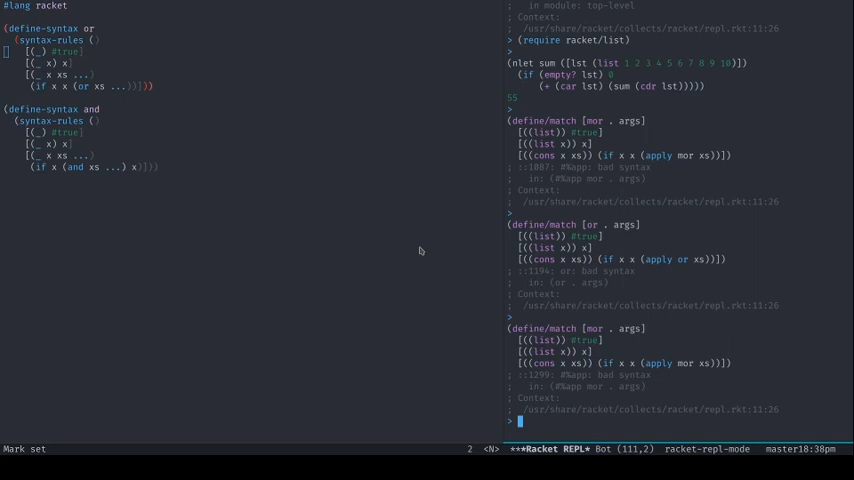 #lang racket
(define-syntax or
(syntax-rules ()
[(_) #true]
[(_ x) x]
[(_ x xs ...)
(if x x (or xs ...))]))
(define-syntax and
(syntax-rules ()
[(_) #true]
[(_ x) x]
[(_ x xs ...)
(if x (and xs ...) x)]))
Mark set
2 <N>
;   in module: top-level
; Context:
;  /usr/share/racket/collects/racket/repl.rkt:11:26
> (require racket/list)
>
(nlet sum ([lst (list 1 2 3 4 5 6 7 8 9 10)])
(if (empty? lst) 0
(+ (car lst) (sum (cdr lst)))))
55
>
(define/match [mor . args]
[((list)) #true]
[((list x)) x]
[((cons x xs)) (if x x (apply mor xs))])
; ::1087: #%app: bad syntax
;   in: (#%app mor . args)
; Context:
;  /usr/share/racket/collects/racket/repl.rkt:11:26
>
(define/match [or . args]
[((list)) #true]
[((list x)) x]
[((cons x xs)) (if x x (apply or xs))])
; ::1194: or: bad syntax
;   in: (or . args)
; Context:
;  /usr/share/racket/collects/racket/repl.rkt:11:26
>
(define/match [mor . args]
[((list)) #true]
[((list x)) x]
[((cons x xs)) (if x x (apply mor xs))])
; ::1299: #%app: bad syntax
;   in: (#%app mor . args)
; Context:
;  /usr/share/racket/collects/racket/repl.rkt:11:26
>
***Racket REPL* Bot (111,2) racket-repl-mode master18:38pm